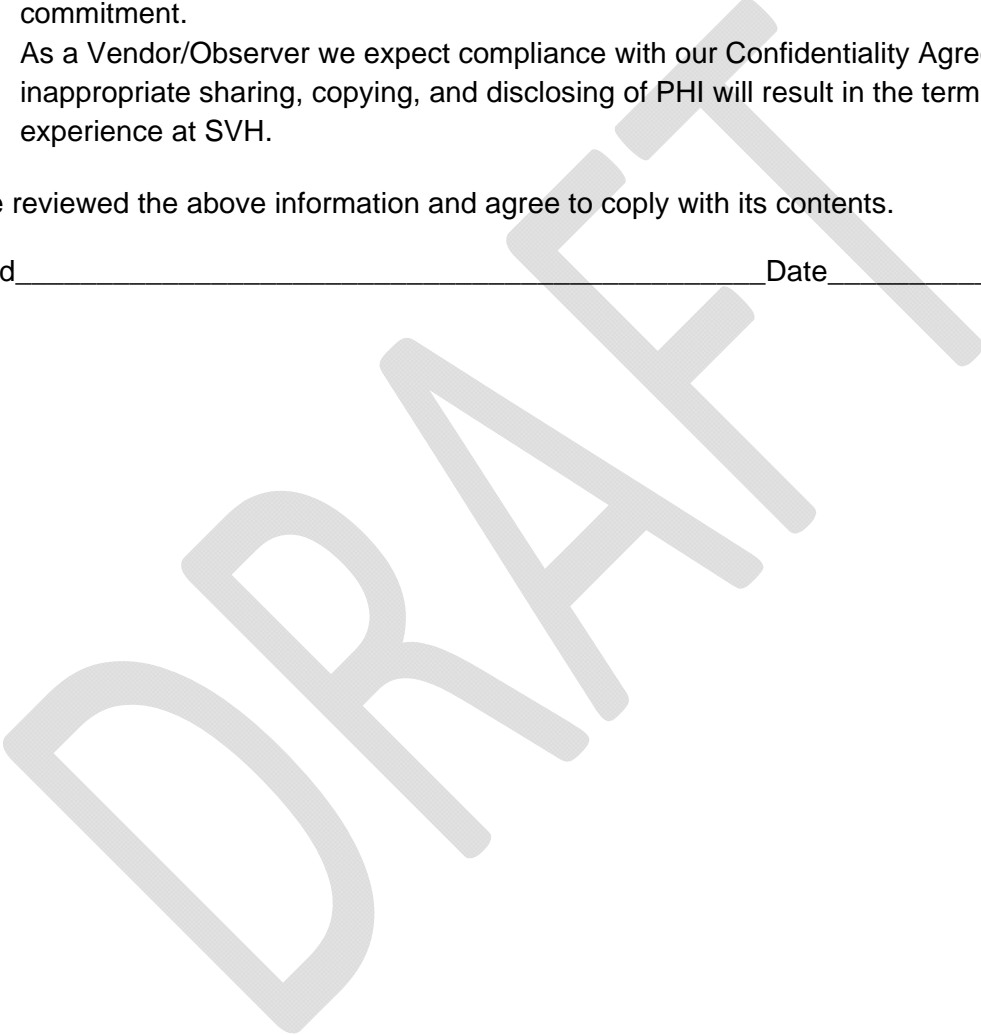 commitment.
As a Vendor/Observer we expect compliance with our Confidentiality Agre
inappropriate sharing, copying, and disclosing of PHI will result in the term
experience at SVH.
e reviewed the above information and agree to coply with its contents.
d_______________________________________________Date__________
DRAFT